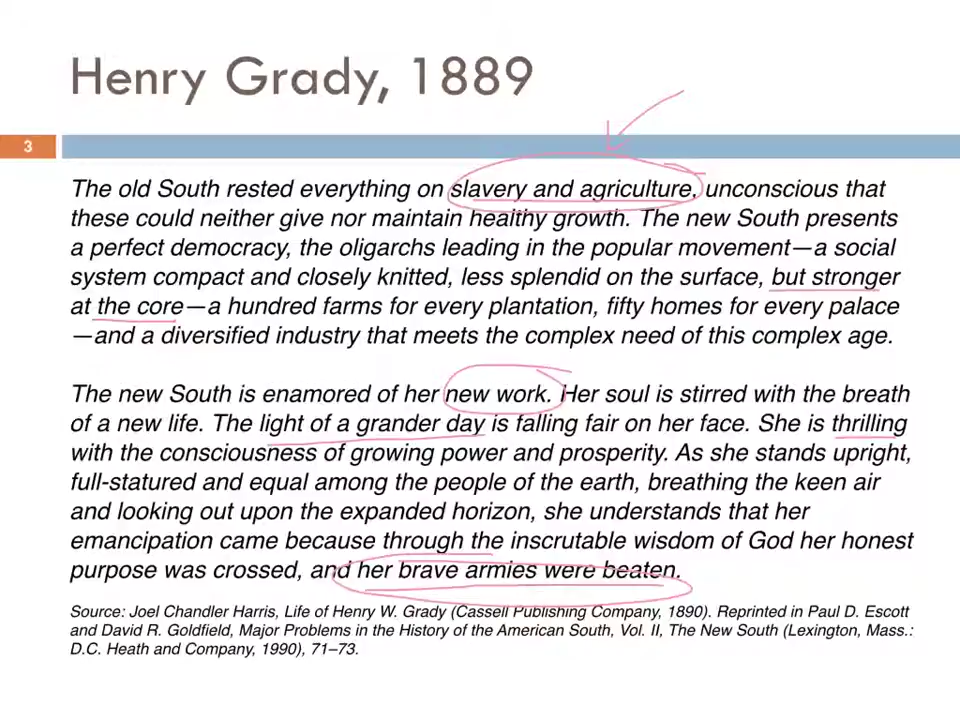 Henry Grady, 1889
3
The old South rested everything on slavery and agriculture, unconscious that
these could neither give nor maintain healthy growth. The new South presents
a perfect democracy, the oligarchs leading in the popular movement—a social
system compact and closely knitted, less splendid on the surface, but stronger
at the core—a hundred farms for every plantation, fifty homes for every palace
—and a diversified industry that meets the complex need of this complex age.
The new South is enamored of her new work. Her soul is stirred with the breath
of a new life. The light of a grander day is falling fair on her face. She is thrilling
with the consciousness of growing power and prosperity. As she stands upright,
full-statured and equal among the people of the earth, breathing the keen air
and looking out upon the expanded horizon, she understands that her
emancipation came because through the inscrutable wisdom of God her honest
purpose was crossed, and her brave armies were beaten.
Source: Joel Chandler Harris, Life of Henry W. Grady (Cassell Publishing Company, 1890). Reprinted in Paul D. Escott
and David R. Goldfield, Major Problems in the History of the American South, Vol. II, The New South (Lexington, Mass.:
D.C. Heath and Company, 1990), 71–73.